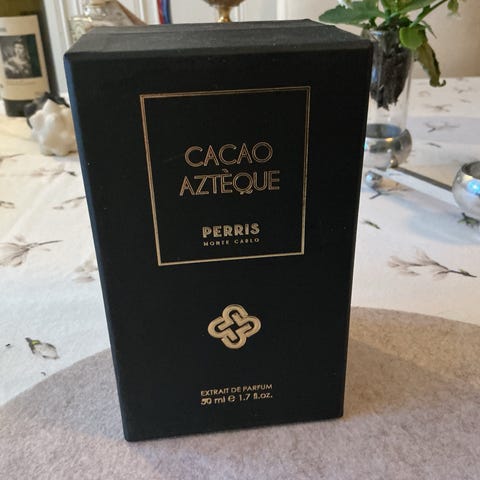 CACAO
AZTÈQUE
PERRIS
MONTE CARLO
EXTRAIT DE PARFUM
50 ml e 1.7 fl.oz.